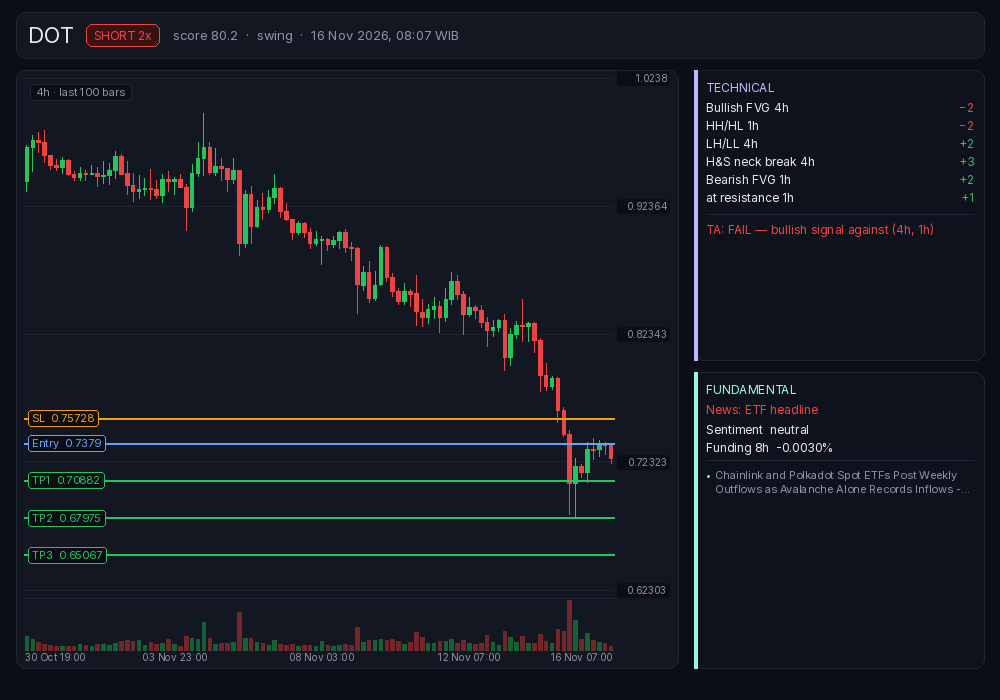 DOT SHORT 2x score 80.2 · swing · 16 Nov 2026, 08:07 WIB
4h · last 100 bars
1.0238
0.92364
0.82343
0.72323
0.62303
SL 0.75728
Entry 0.7379
TP1 0.70882
TP2 0.67975
TP3 0.65067
30 Oct 19:00 03 Nov 23:00 08 Nov 03:00 12 Nov 07:00 16 Nov 07:00
TECHNICAL
Bullish FVG 4h −2
HH/HL 1h −2
LH/LL 4h +2
H&S neck break 4h +3
Bearish FVG 1h +2
at resistance 1h +1
TA: FAIL — bullish signal against (4h, 1h)
FUNDAMENTAL
News: ETF headline
Sentiment neutral
Funding 8h -0.0030%
• Chainlink and Polkadot Spot ETFs Post Weekly
Outflows as Avalanche Alone Records Inflows -...